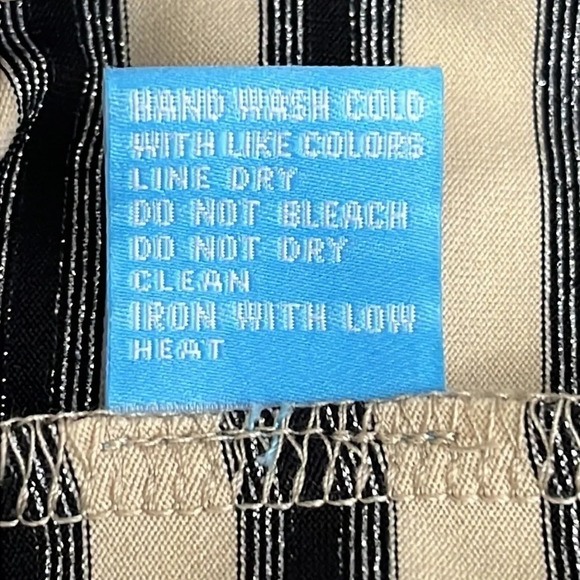 HAND WASH COLD
WITH LIKE COLORS
LINE DRY
DO NOT BLEACH
DO NOT DRY
CLEAN
IRON WITH LOW
HEAT